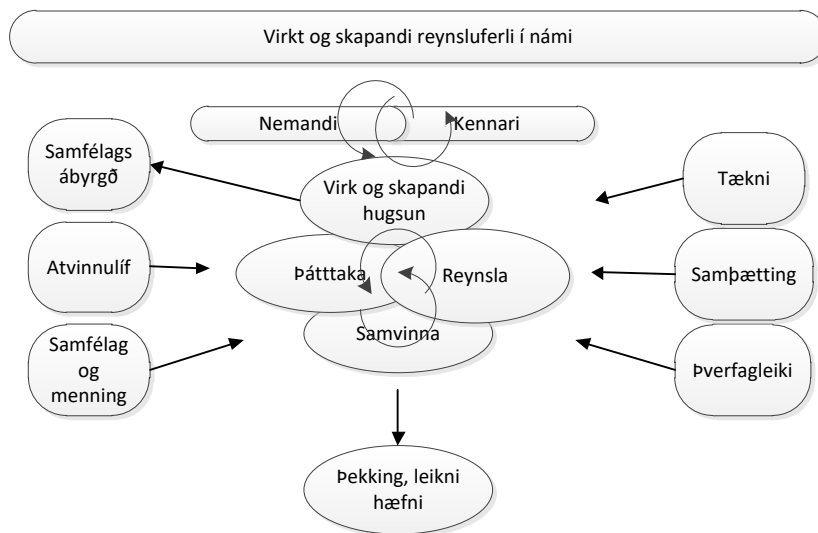 Virkt og skapandi reynsluferli í námi
Nemandi
Kennari
Samfélags
ábyrgð
Virk og skapandi
hugsun
Tækni
Atvinnulíf
Þátttaka
Reynsla
Samþætting
Samvinna
Samfélag
og
menning
Þverfagleiki
Þekking, leikni
hæfni